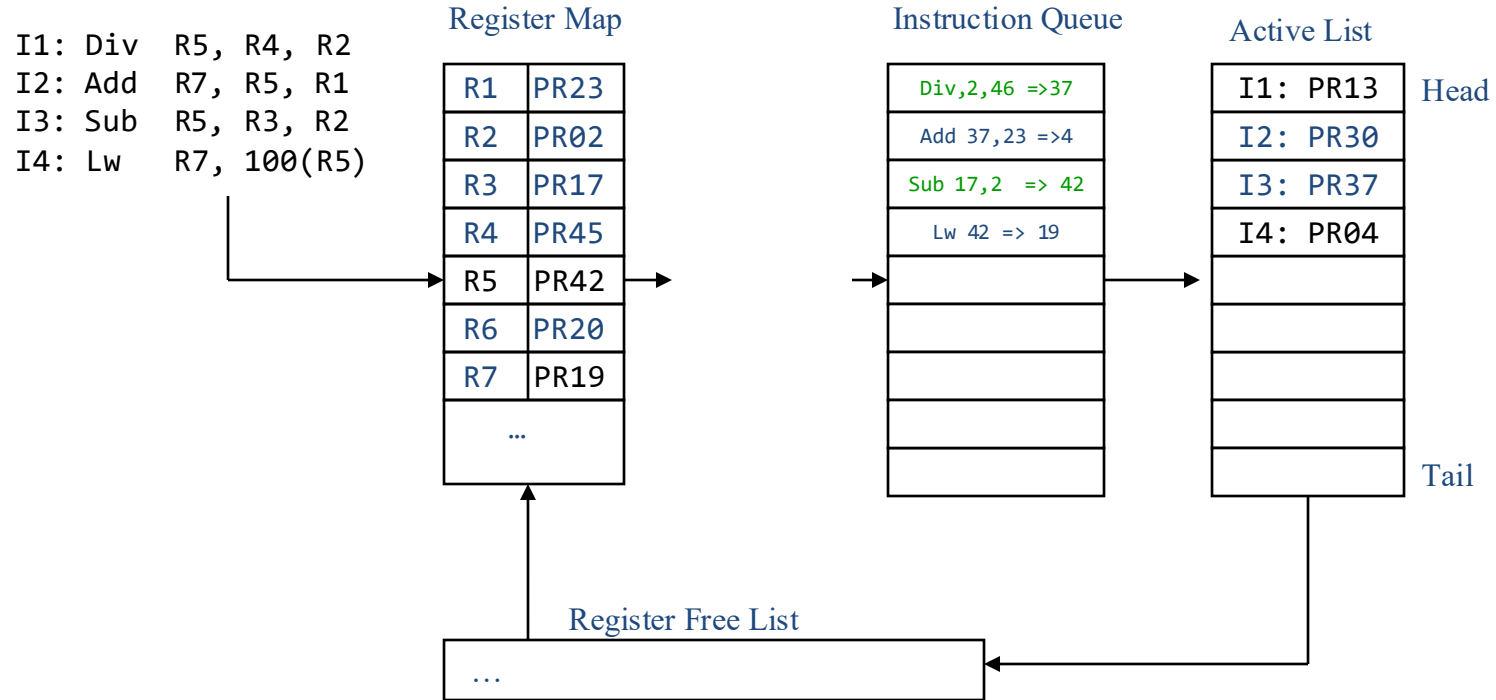 I1: Div R5, R4, R2
I2: Add R7, R5, R1
I3: Sub R5, R3, R2
I4: Lw R7, 100(R5)
Register Map
R1 PR23
R2 PR02
R3 PR17
R4 PR45
R5 PR42
R6 PR20
R7 PR19
…
Instruction Queue
Div,2,46 =>37
Add 37,23 =>4
Sub 17,2 => 42
Lw 42 => 19
Active List
I1: PR13
I2: PR30
I3: PR37
I4: PR04
Head
Tail
Register Free List
…